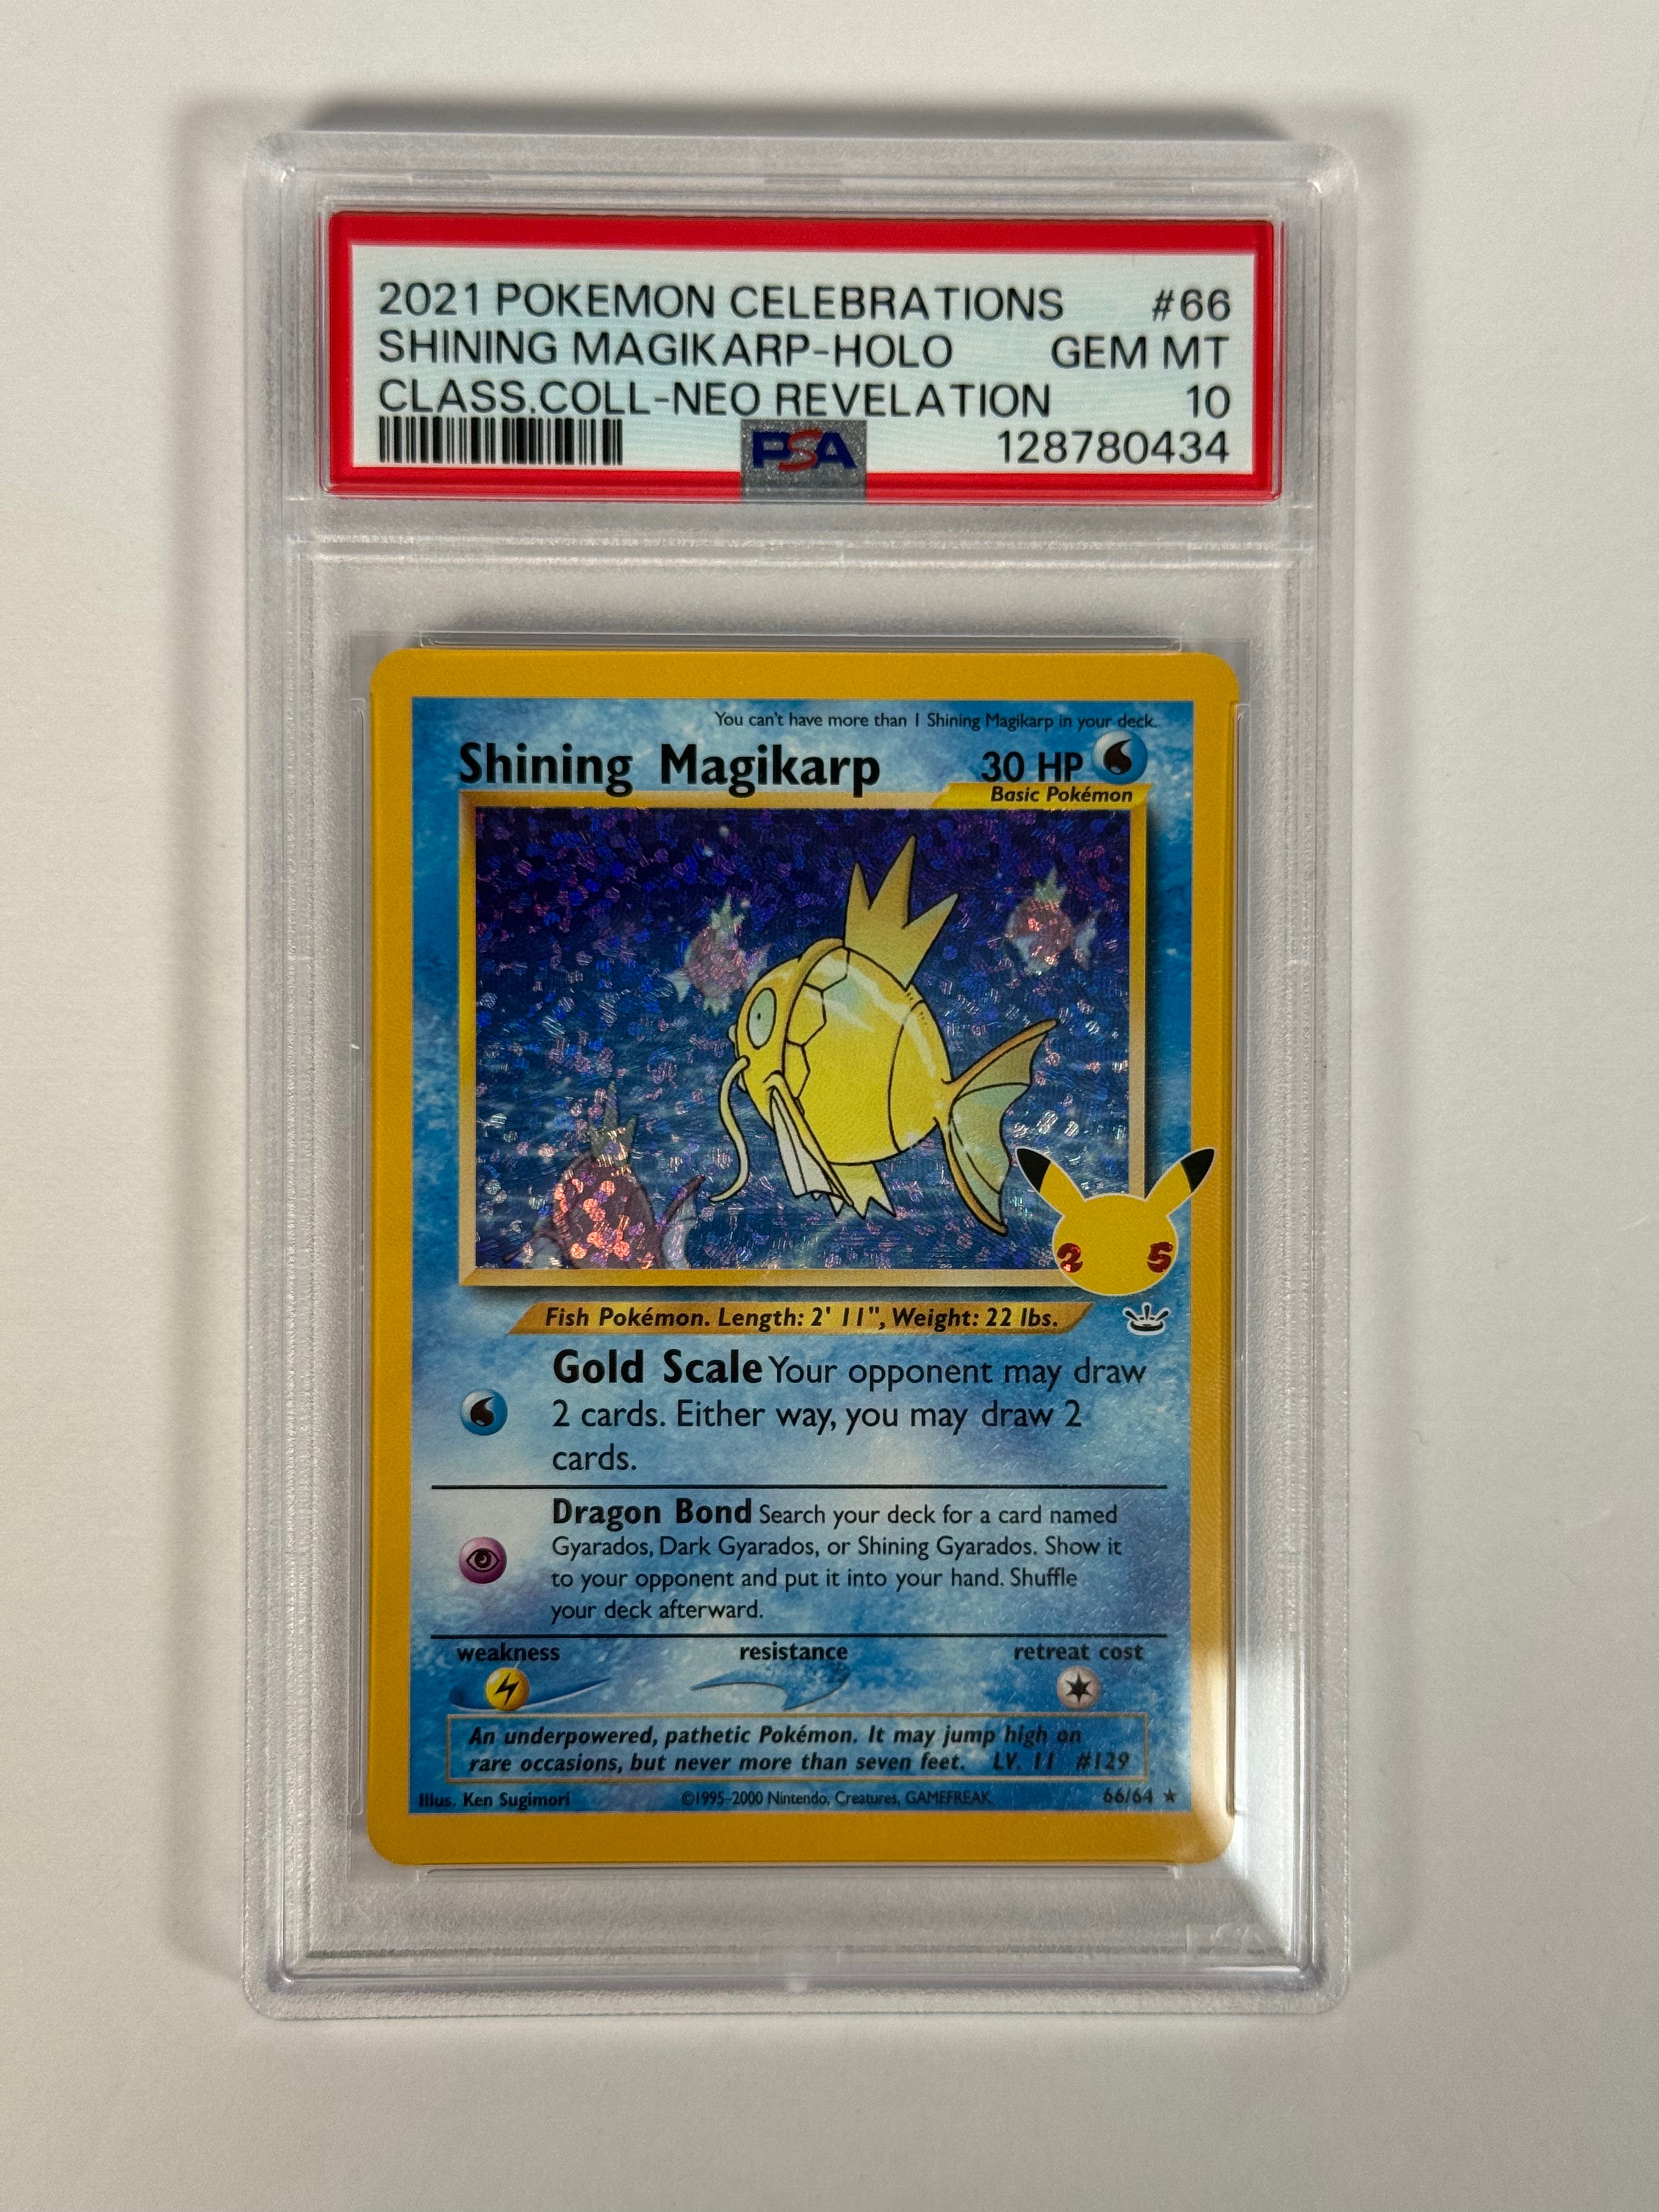 2021 POKEMON CELEBRATIONS #66
SHINING MAGIKARP-HOLO GEM MT
CLASS.COLL-NEO REVELATION 10
PSA 128780434
You can't have more than 1 Shining Magikarp in your deck.
Shining Magikarp 30 HP
Basic Pokémon
2 5
Fish Pokémon. Length: 2' 11", Weight: 22 lbs.
Gold Scale Your opponent may draw
2 cards. Either way, you may draw 2
cards.
Dragon Bond Search your deck for a card named
Gyarados, Dark Gyarados, or Shining Gyarados. Show it
to your opponent and put it into your hand. Shuffle
your deck afterward.
weakness resistance retreat cost
An underpowered, pathetic Pokémon. It may jump high on
rare occasions, but never more than seven feet. LV. 11 #129
Illus. Ken Sugimori ©1995–2000 Nintendo, Creatures, GAMEFREAK. 66/64 ★